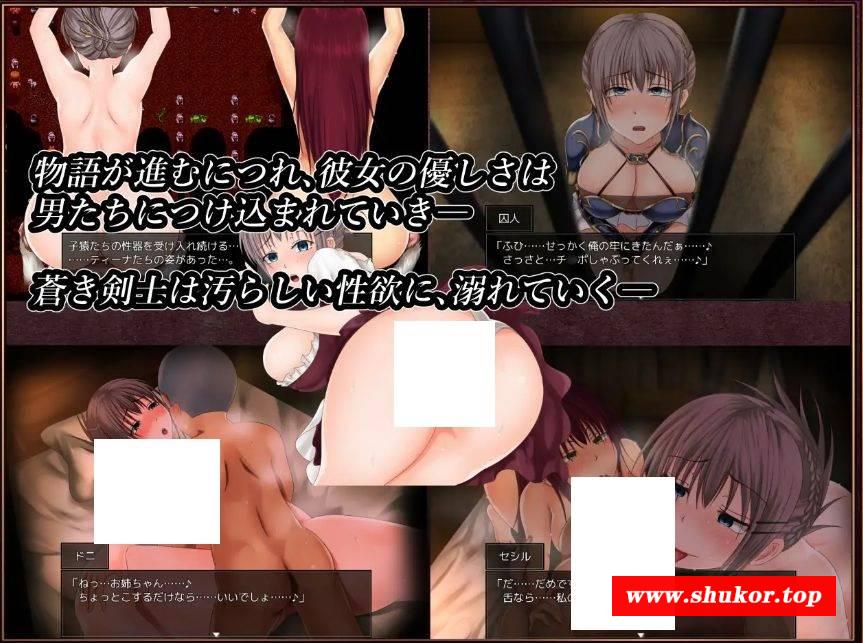 物語が進むにつれ、彼女の優しさは
男たちにつけ込まれていき―
子猿たちの性器を受け入れ続ける…
……ティーナたちの姿があった…。
囚人
「ふひ……せっかく俺の牢にきたんだぁ……♪
さっさと…チ　ポしゃぶってくれぇ……♪」
蒼き剣士は汚らしい性欲に、溺れていく―
ドニ
「ねっ…お姉ちゃん……♪
ちょっとこするだけなら……いいでしょ…♪」
セシル
「だ……だめです
舌なら……私の
www.shukor.top